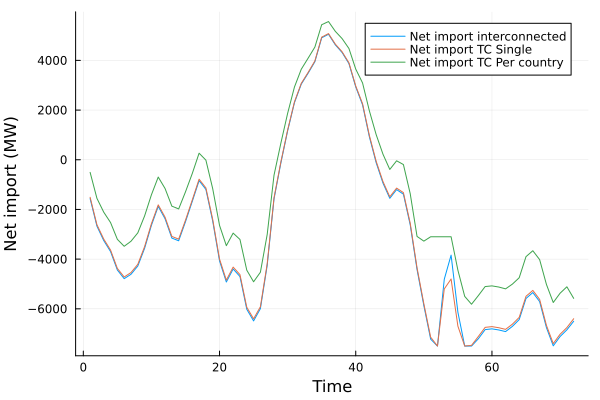 Net import interconnected
Net import TC Single
Net import TC Per country
4000
2000
0
−2000
−4000
−6000
0 20 40 60
Net import (MW)
Time